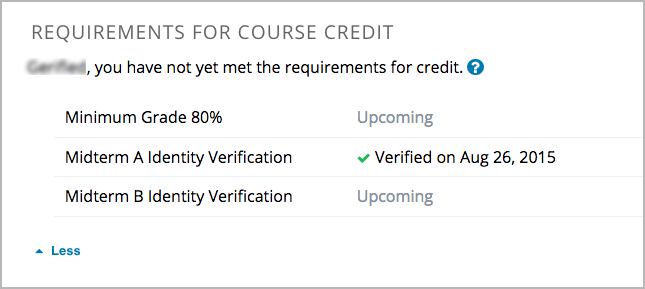 REQUIREMENTS FOR COURSE CREDIT
, you have not yet met the requirements for credit. ?
Minimum Grade 80% Upcoming
Midterm A Identity Verification ✔ Verified on Aug 26, 2015
Midterm B Identity Verification Upcoming
Less